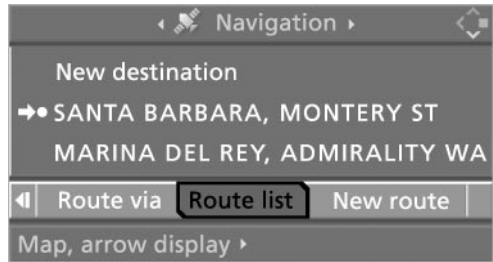 Navigation
New destination
SANTA BARBARA, MONTERY ST
MARINA DEL REY, ADMIRALITY WA
Route via Route list New route
Map, arrow display